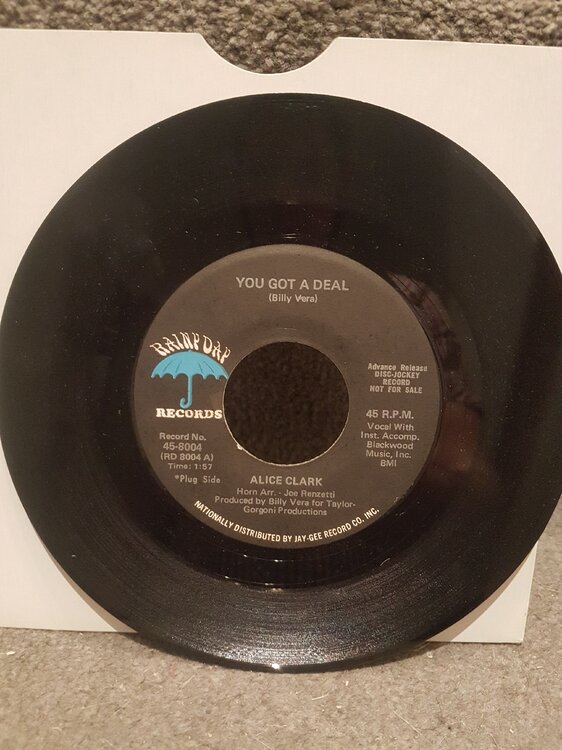 YOU GOT A DEAL
(Billy Vera)
RAINY DAY
RECORDS
Record No.
45-8004
(RD 8004 A)
Time: 1:57
*Plug Side
Advance Release
DISC-JOCKEY
RECORD
NOT FOR SALE
45 R.P.M.
Vocal With
Inst. Accomp.
Blackwood
Music, Inc.
BMI
ALICE CLARK
Horn Arr. - Joe Renzetti
Produced by Billy Vera for Taylor-
Gorgoni Productions
NATIONALLY DISTRIBUTED BY JAY-GEE RECORD CO. INC.